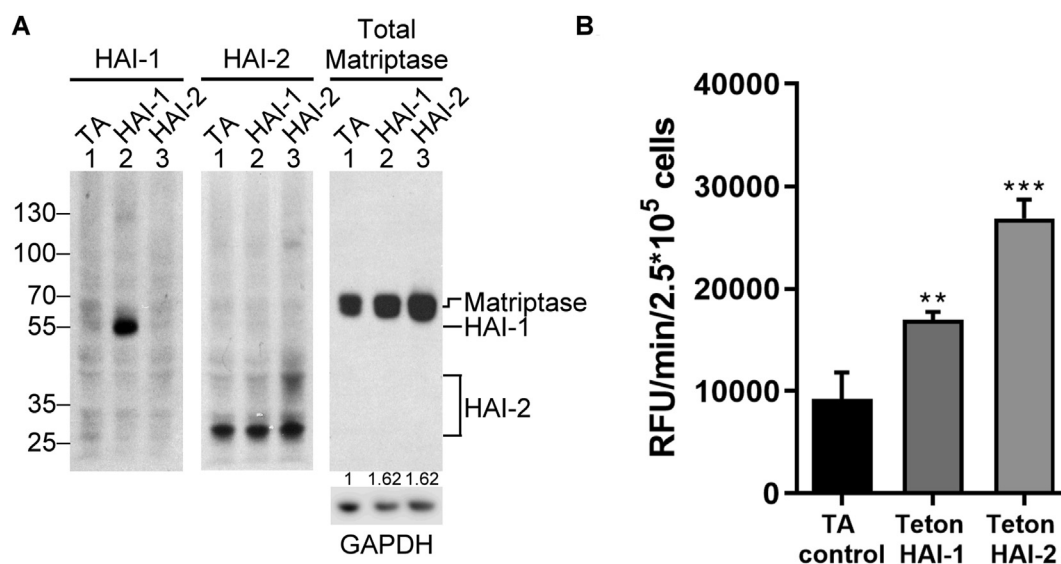 A
HAI-1
HAI-2
Total
Matriptase
TA HAI-1 HAI-2
1 2 3
TA HAI-1 HAI-2
1 2 3
TA HAI-1 HAI-2
1 2 3
130
100
70
55
35
25
Matriptase
HAI-1
HAI-2
1 1.62 1.62
GAPDH
B
RFU/min/2.5*10⁵ cells
40000
30000
20000
10000
0
**
***
TA
control
Teton
HAI-1
Teton
HAI-2